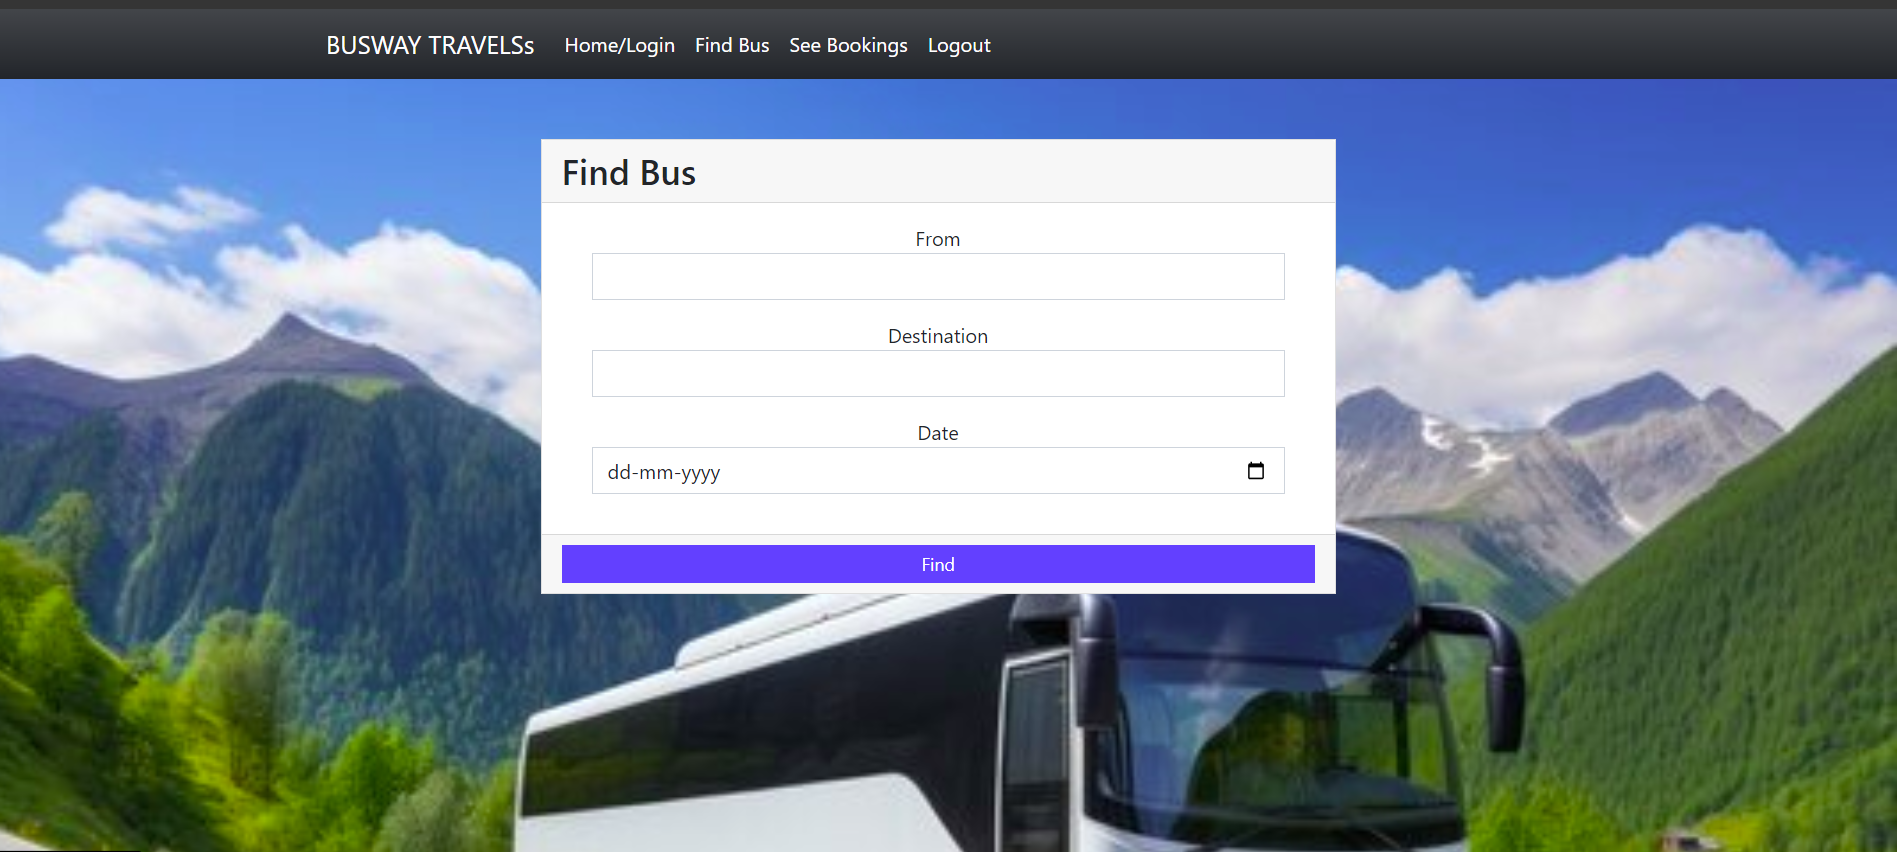 BUSWAY TRAVELSs Home/Login Find Bus See Bookings Logout
Find Bus
From
Destination
Date
dd-mm-yyyy
Find